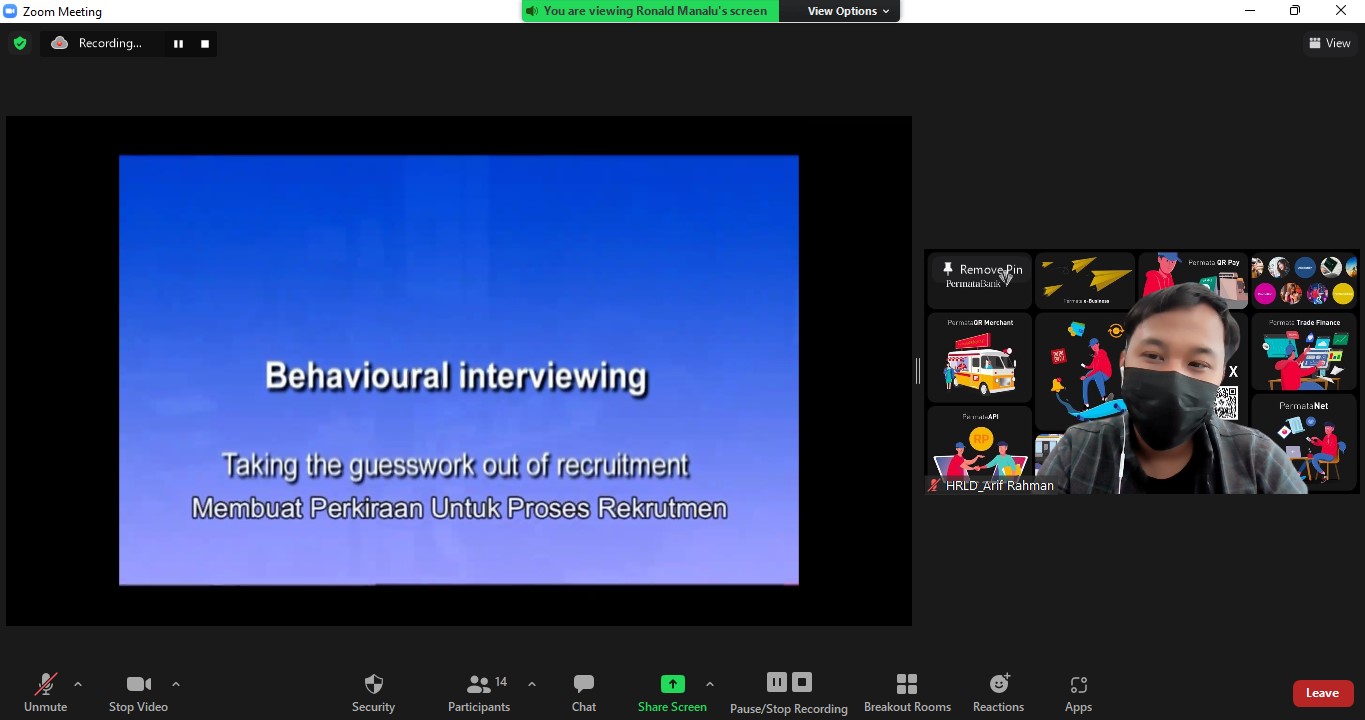 Zoom Meeting
You are viewing Ronald Manalu's screen
View Options
Recording...
View
Behavioural interviewing
Taking the guesswork out of recruitment
Membuat Perkiraan Untuk Proses Rekrutmen
Remove Pin
PermataBank
Permata e-Business
Permata QR Pay
PermataQR Merchant
X
Permata Trade Finance
PermataAPI
RP
PermataNet
HRLD_Arif Rahman
Unmute
Stop Video
Security
14
Participants
Chat
Share Screen
Pause/Stop Recording
Breakout Rooms
Reactions
Apps
Leave